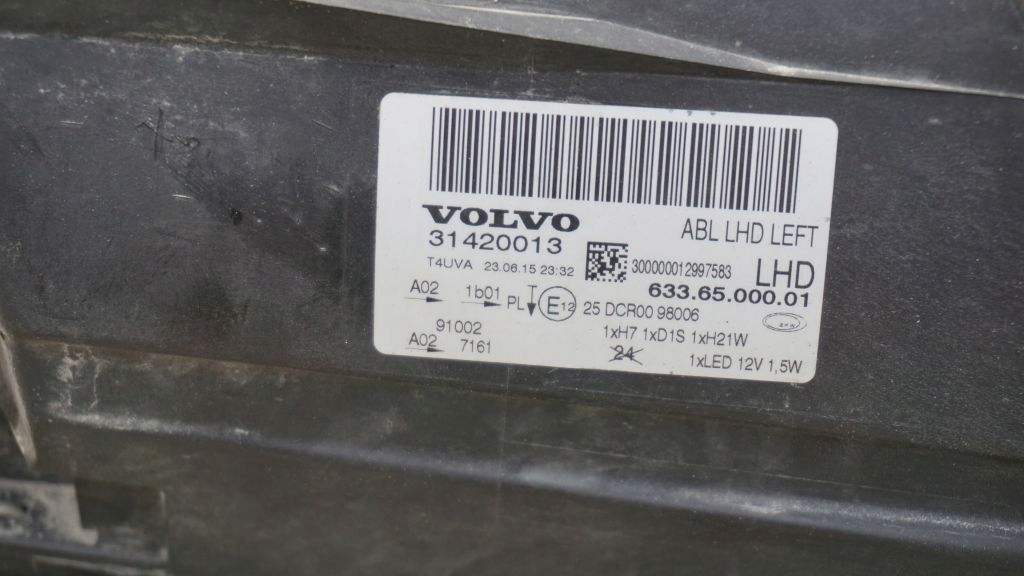 VOLVO
ABL LHD LEFT
31420013
T4UVA 23.06.15 23:32
300000012997583
LHD
633.65.000.01
A02 1b01 PL E12 25 DCR00 98006
91002
1xH7 1xD1S 1xH21W
A02 7161
24
1xLED 12V 1,5W